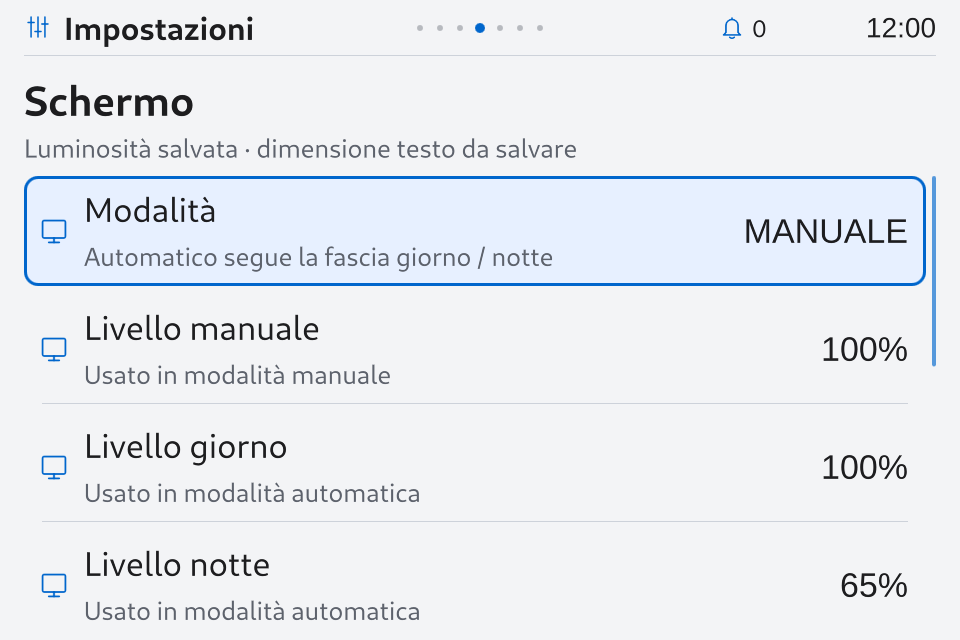 Impostazioni
0
12:00
Schermo
Luminosità salvata · dimensione testo da salvare
Modalità
MANUALE
Automatico segue la fascia giorno / notte
Livello manuale
100%
Usato in modalità manuale
Livello giorno
100%
Usato in modalità automatica
Livello notte
65%
Usato in modalità automatica